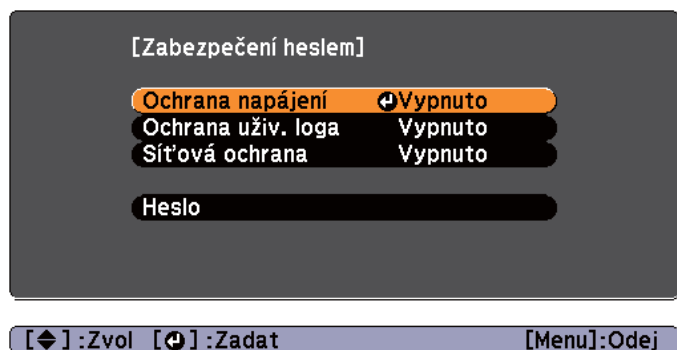 [Zabezpečení heslem]
Ochrana napájení Vypnuto
Ochrana uživ. loga Vypnuto
Síťová ochrana Vypnuto
Heslo
[◆]:Zvol [↵]:Zadat [Menu]:Odej